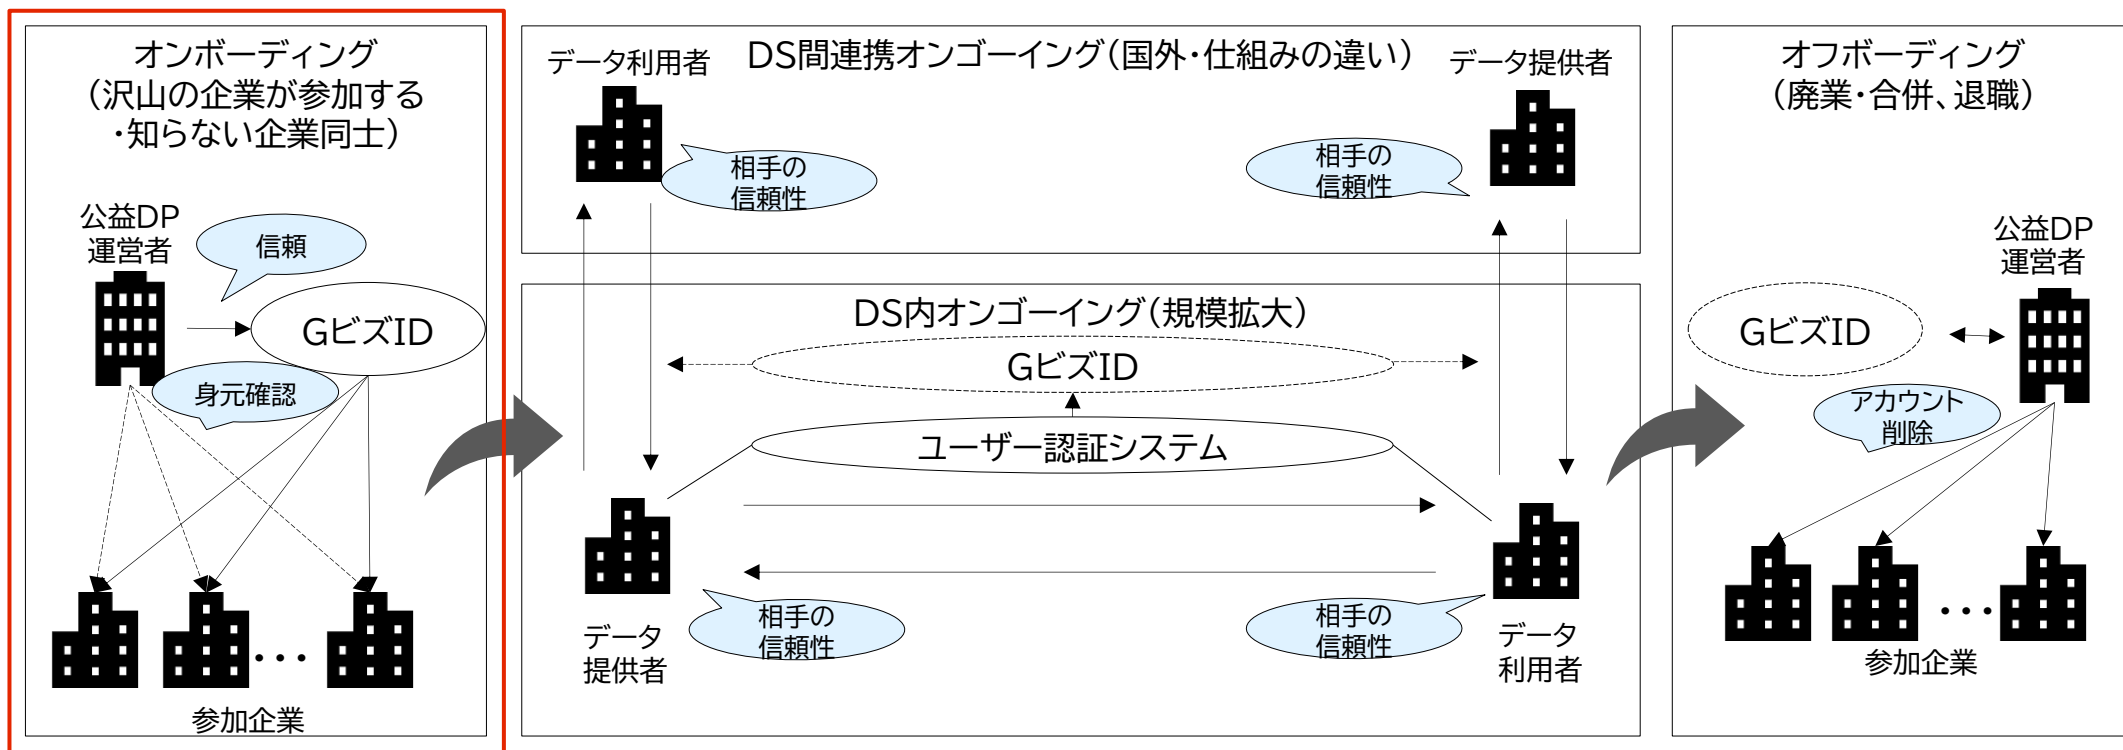 オンボーディング
（沢山の企業が参加する
・知らない企業同士）
公益DP
運営者
信頼
GビズID
身元確認
参加企業
DS間連携オンゴーイング（国外・仕組みの違い）
データ利用者
データ提供者
相手の
信頼性
相手の
信頼性
DS内オンゴーイング（規模拡大）
GビズID
ユーザー認証システム
データ
提供者
相手の
信頼性
相手の
信頼性
データ
利用者
オフボーディング
（廃業・合併、退職）
公益DP
運営者
GビズID
アカウント
削除
参加企業